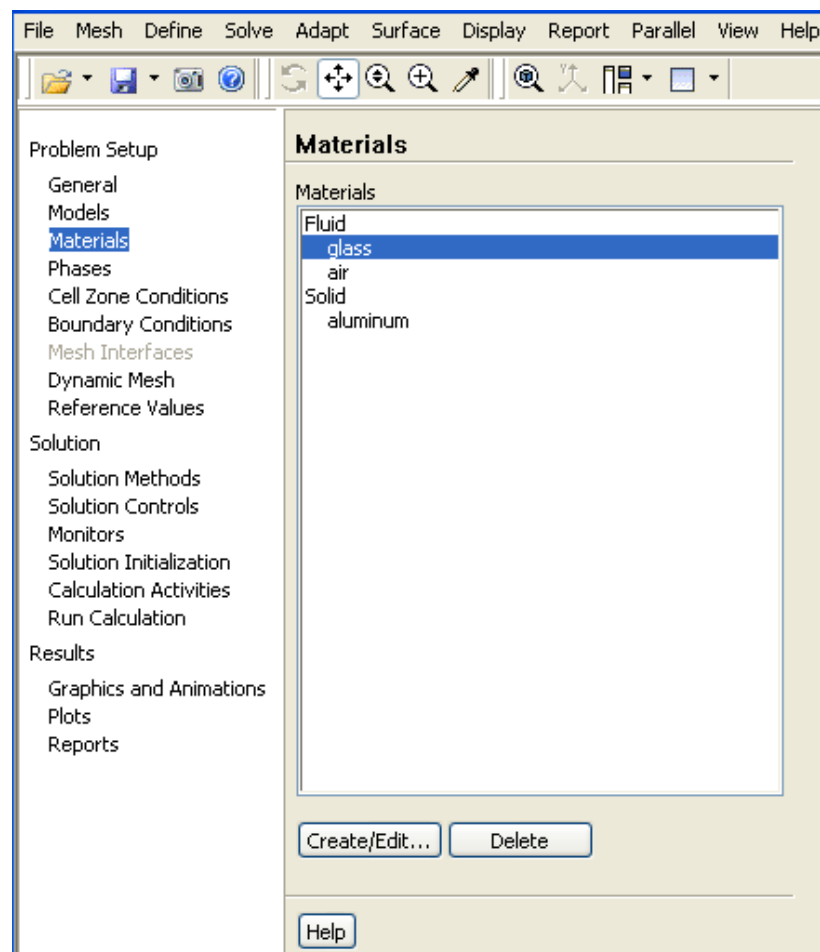 File Mesh Define Solve Adapt Surface Display Report Parallel View Help
Problem Setup
General
Models
Materials
Phases
Cell Zone Conditions
Boundary Conditions
Mesh Interfaces
Dynamic Mesh
Reference Values
Solution
Solution Methods
Solution Controls
Monitors
Solution Initialization
Calculation Activities
Run Calculation
Results
Graphics and Animations
Plots
Reports
Materials
Materials
Fluid
glass
air
Solid
aluminum
Create/Edit... Delete
Help